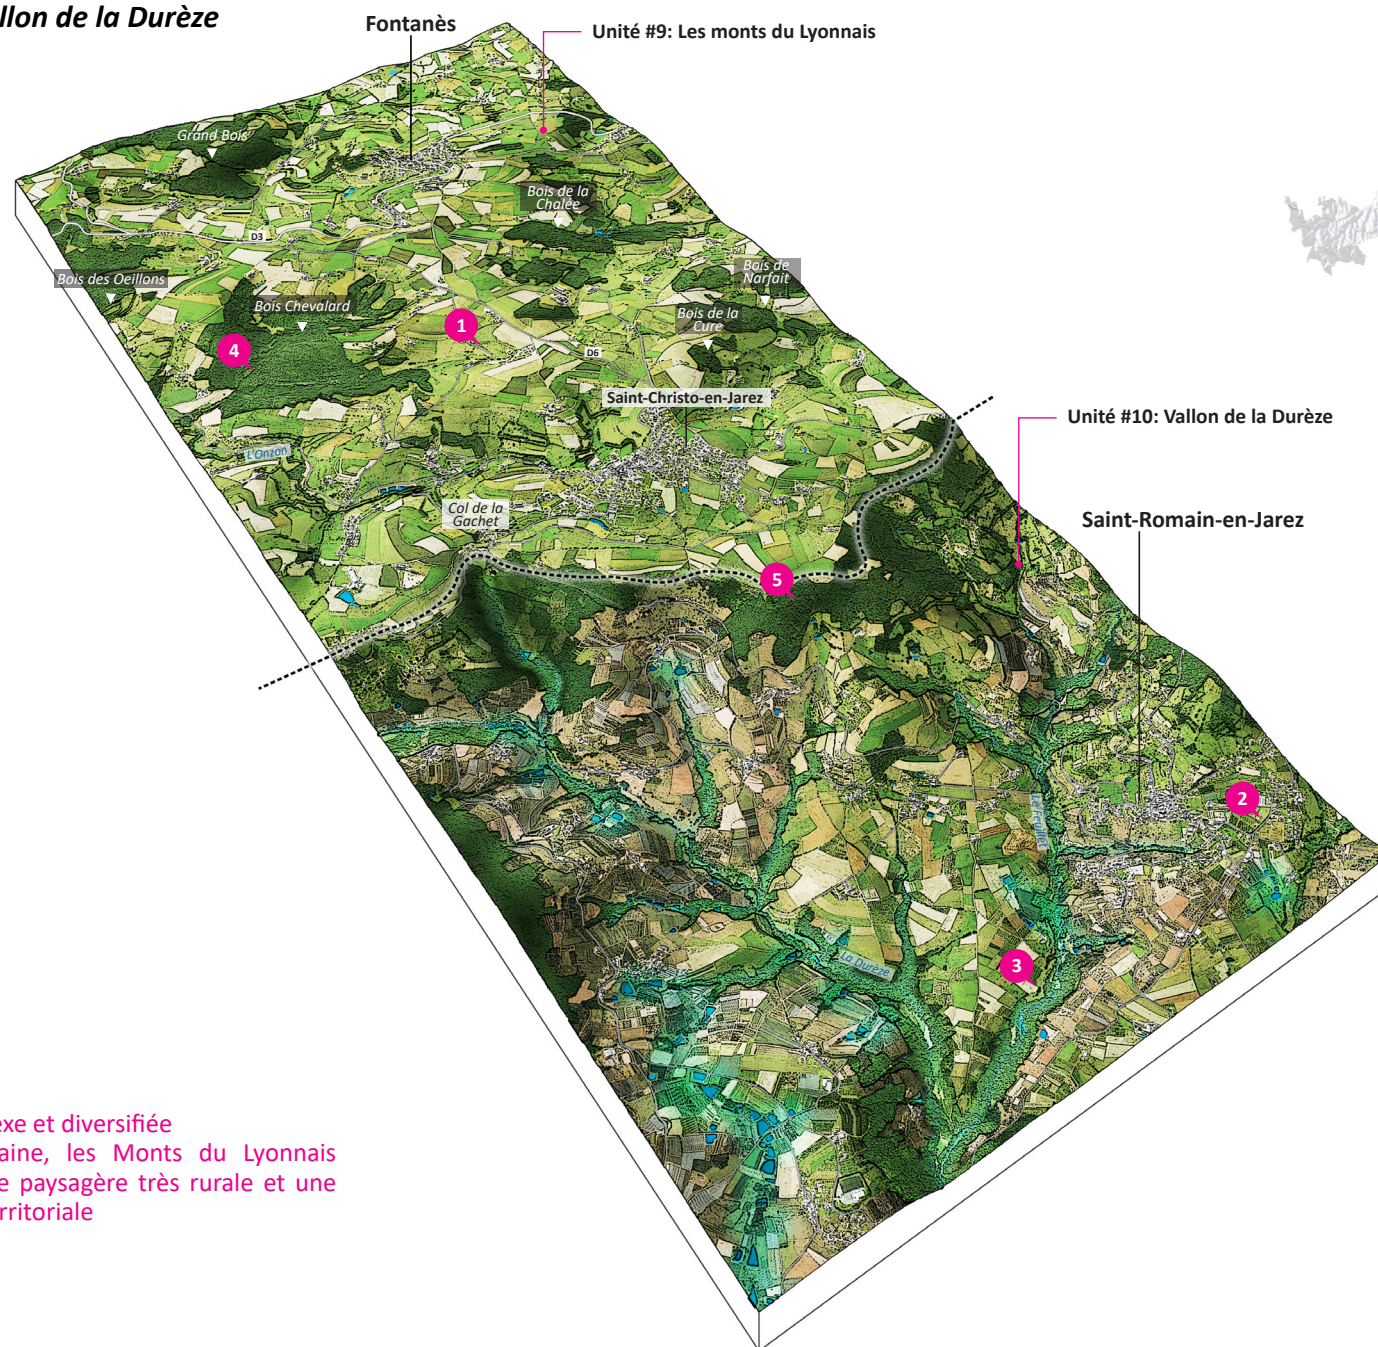 llon de la Durèze
Fontanès
Unité #9: Les monts du Lyonnais
Grand Bois
Bois de la
Chalée
D3
Bois des Oeillons
Bois de
Narfait
Bois Chevalard
Bois de la
Cure
1
4
D6
Saint-Christo-en-Jarez
Unité #10: Vallon de la Durèze
L'Onzon
Col de la
Gachet
Saint-Romain-en-Jarez
5
2
Le Feuillet
La Durèze
3
exe et diversifiée
aine, les Monts du Lyonnais
e paysagère très rurale et une
rritoriale